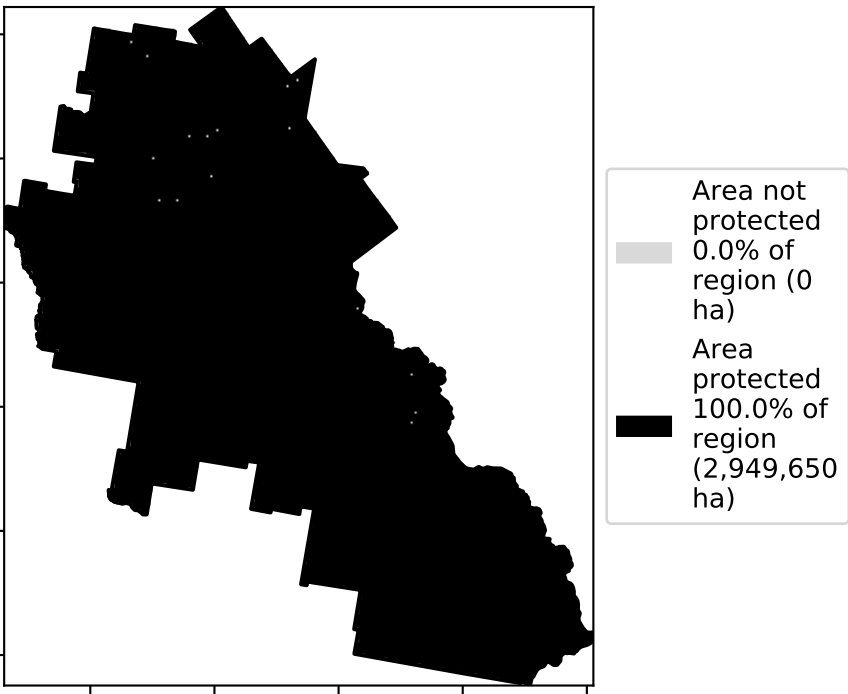 Area not
protected
0.0% of
region (0
ha)
Area
protected
100.0% of
region
(2,949,650
ha)